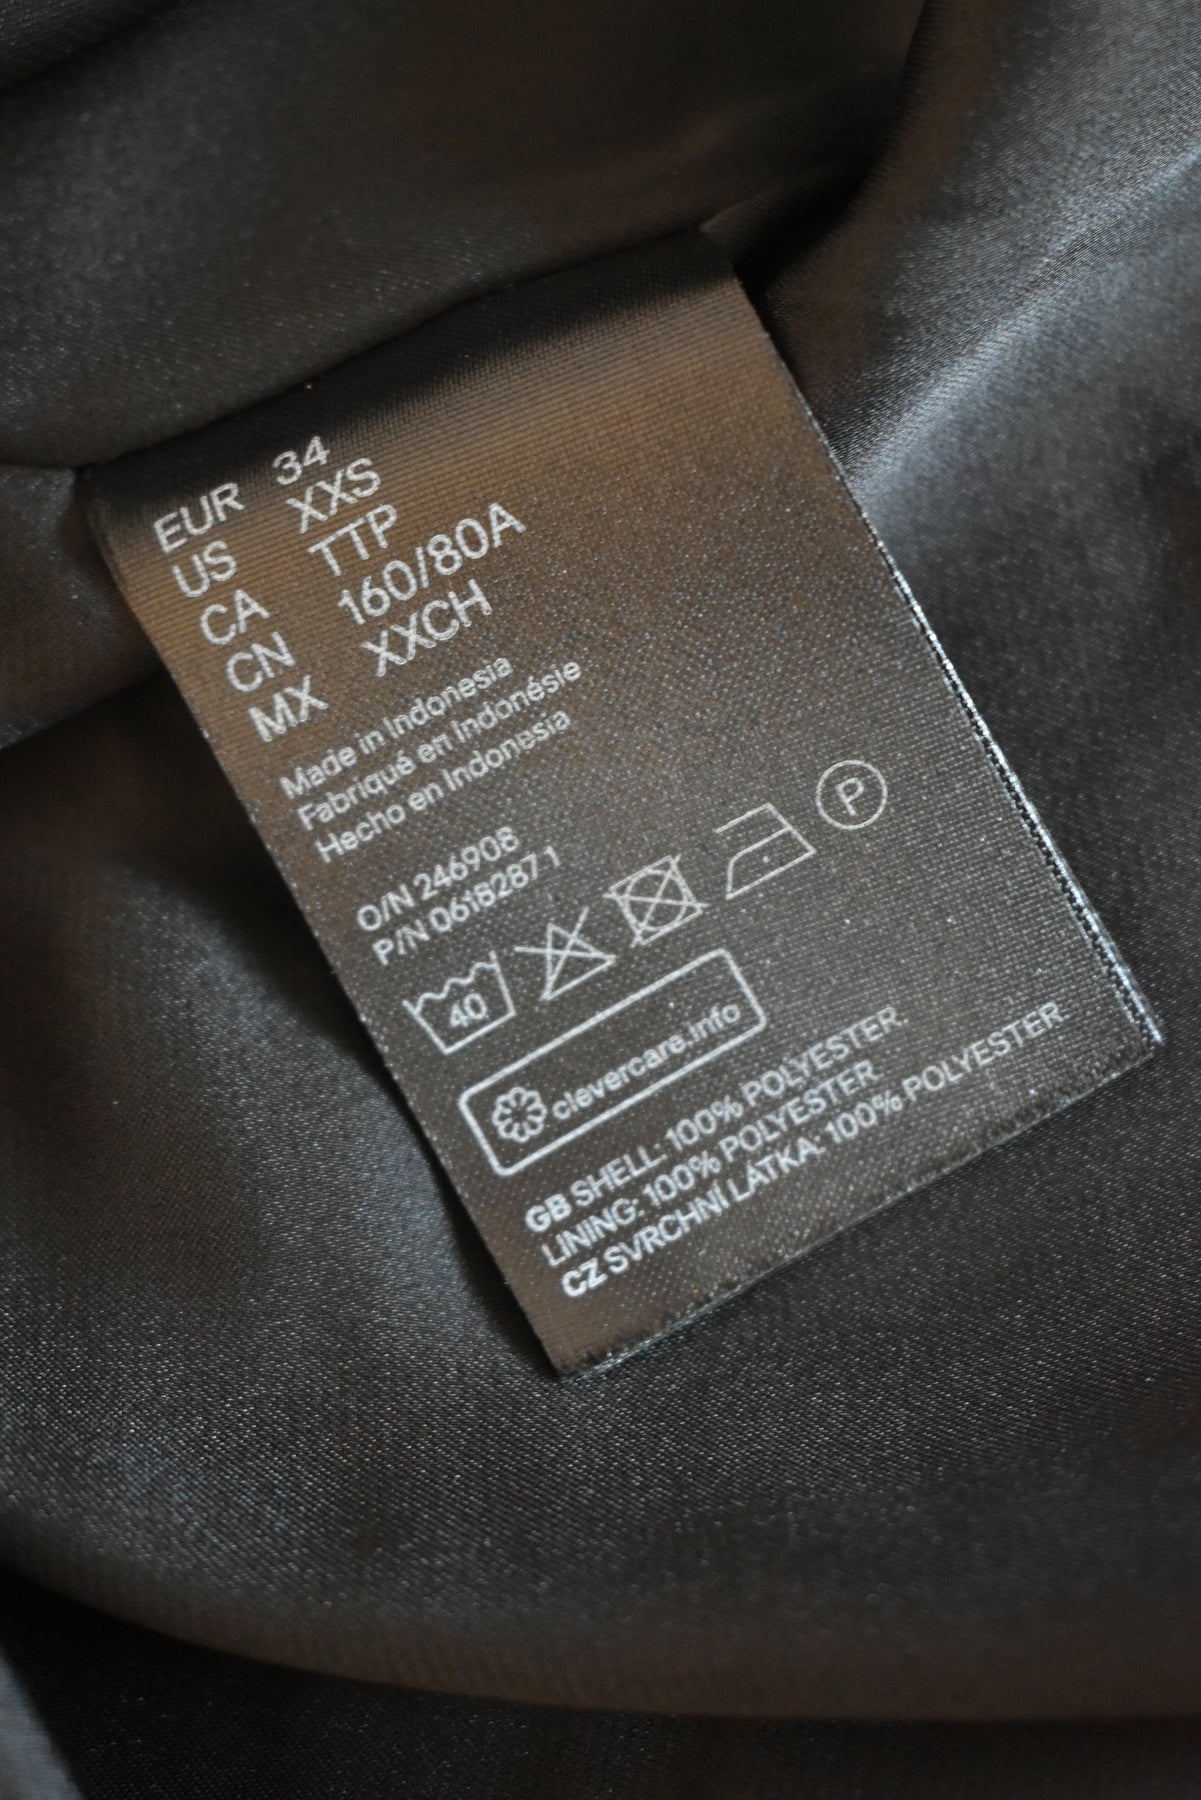 EUR 34
US XXS
CA TTP
CN 160/80A
MX XXCH
Made in Indonesia
Fabriqué en Indonésie
Hecho en Indonesia
O/N 246908
P/N 06182871
40
P
clevercare.info
GB SHELL: 100% POLYESTER.
LINING: 100% POLYESTER
CZ SVRCHNÍ LÁTKA: 100% POLYESTER